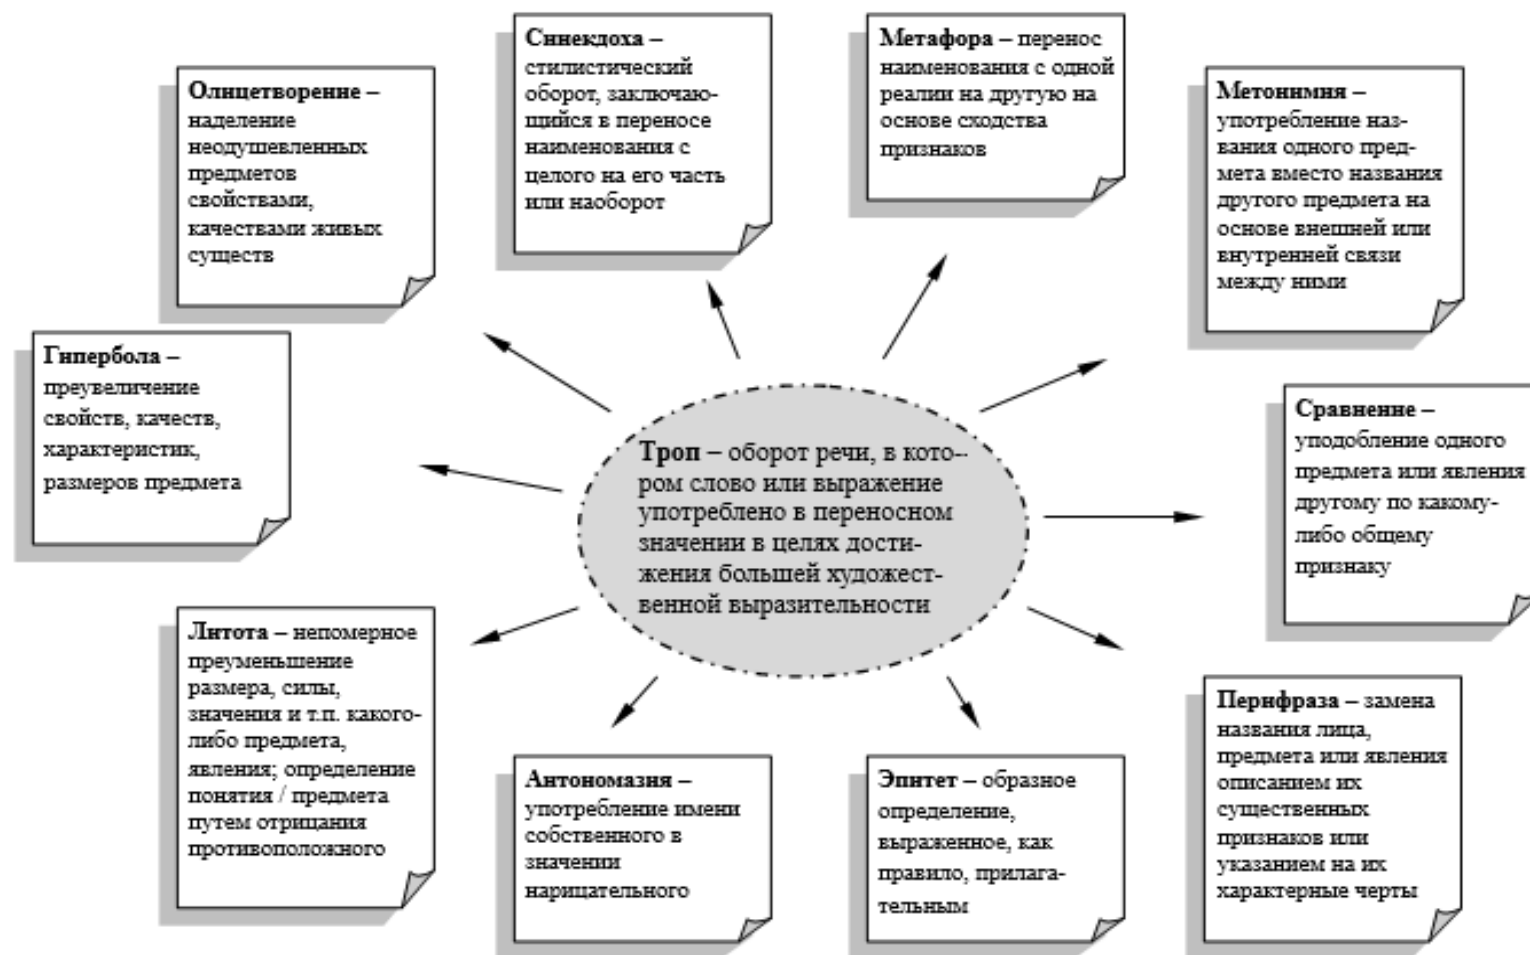 Синекдоха –
стилистический
оборот, заключаю-
щийся в переносе
наименования с
целого на его часть
или наоборот
Метафора – перенос
наименования с одной
реалии на другую на
основе сходства
признаков
Олицетворение –
наделение
неодушевленных
предметов
свойствами,
качествами живых
существ
Метонимия –
употребление наз-
вания одного пред-
мета вместо названия
другого предмета на
основе внешней или
внутренней связи
между ними
Гипербола –
преувеличение
свойств, качеств,
характеристик,
размеров предмета
Троп – оборот речи, в кото-
ром слово или выражение
употреблено в переносном
значении в целях дости-
жения большей художест-
венной выразительности
Сравнение –
уподобление одного
предмета или явления
другому по какому-
либо общему
признаку
Литота – непомерное
преуменьшение
размера, силы,
значения и т.п. какого-
либо предмета,
явления; определение
понятия / предмета
путем отрицания
противоположного
Антономазия –
употребление имени
собственного в
значении
нарицательного
Эпитет – образное
определение,
выраженное, как
правило, прилага-
тельным
Перифраза – замена
названия лица,
предмета или явления
описанием их
существенных
признаков или
указанием на их
характерные черты